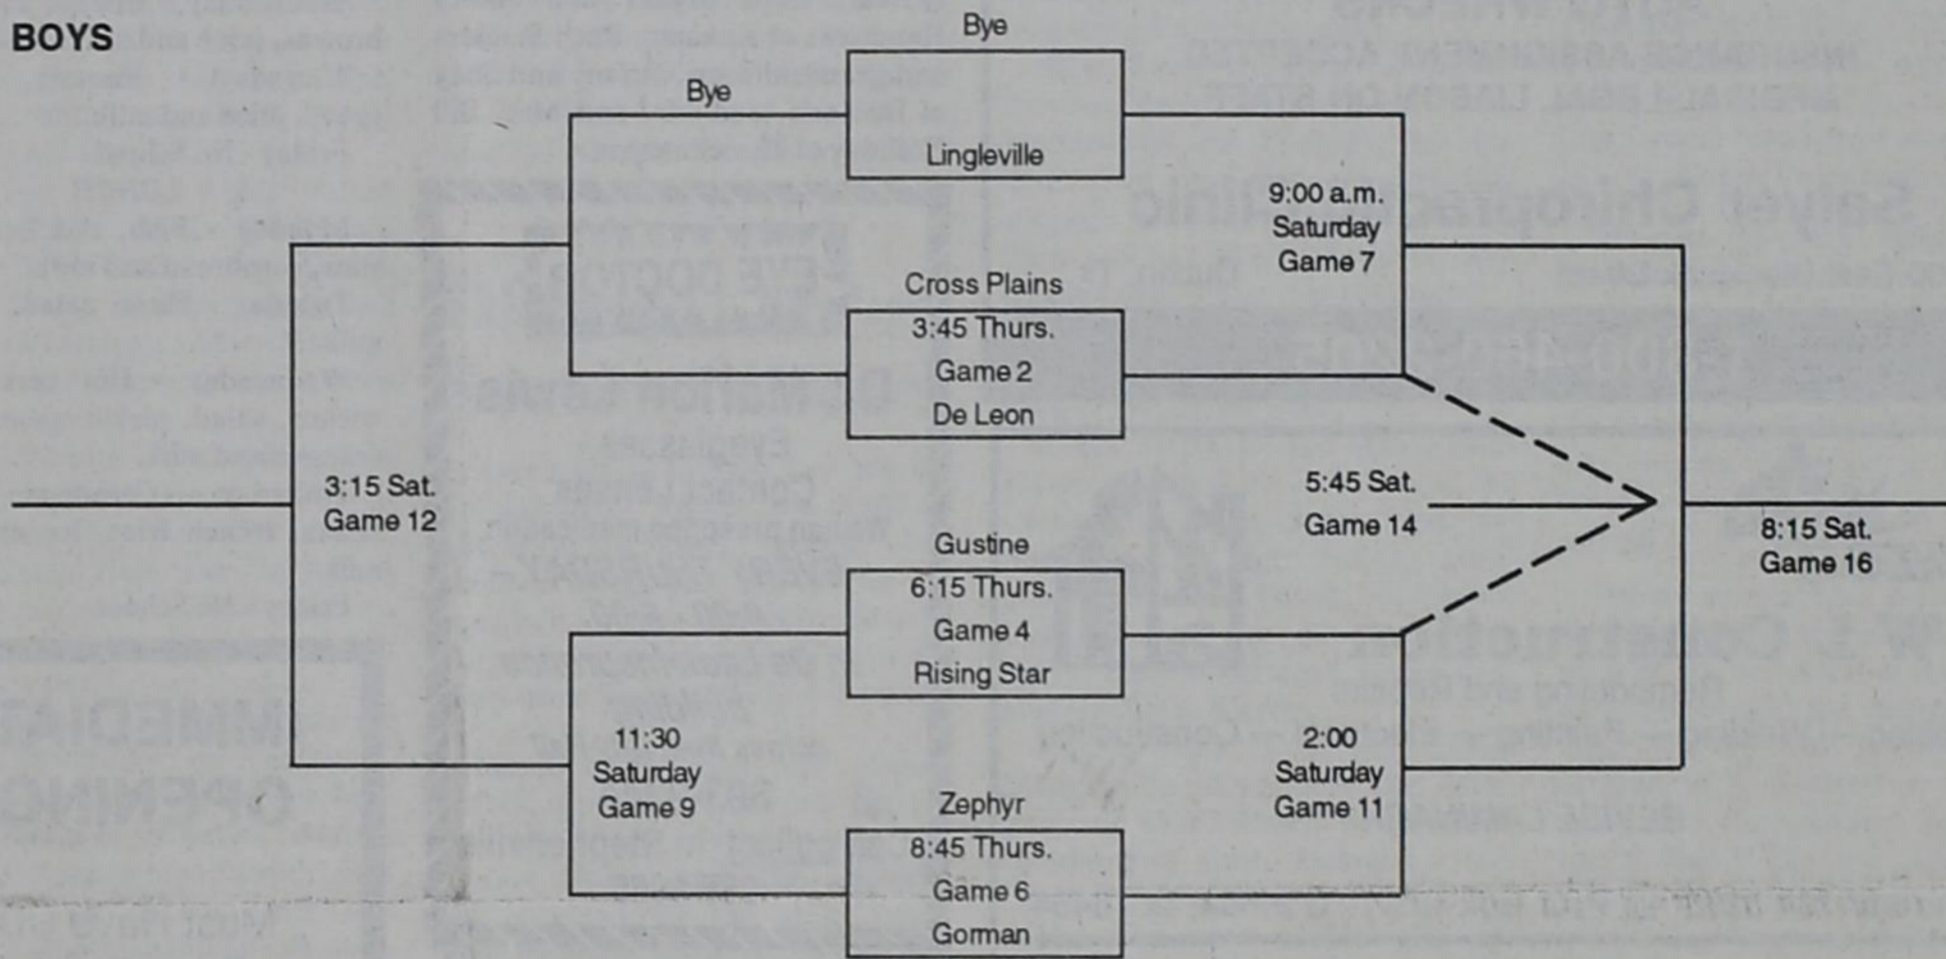 BOYS
Bye
Bye
Lingleville
9:00 a.m.
Saturday
Game 7
Cross Plains
3:45 Thurs.
Game 2
De Leon
3:15 Sat.
Game 12
5:45 Sat.
Game 14
8:15 Sat.
Game 16
Gustine
6:15 Thurs.
Game 4
Rising Star
11:30
Saturday
Game 9
2:00
Saturday
Game 11
Zephyr
8:45 Thurs.
Game 6
Gorman